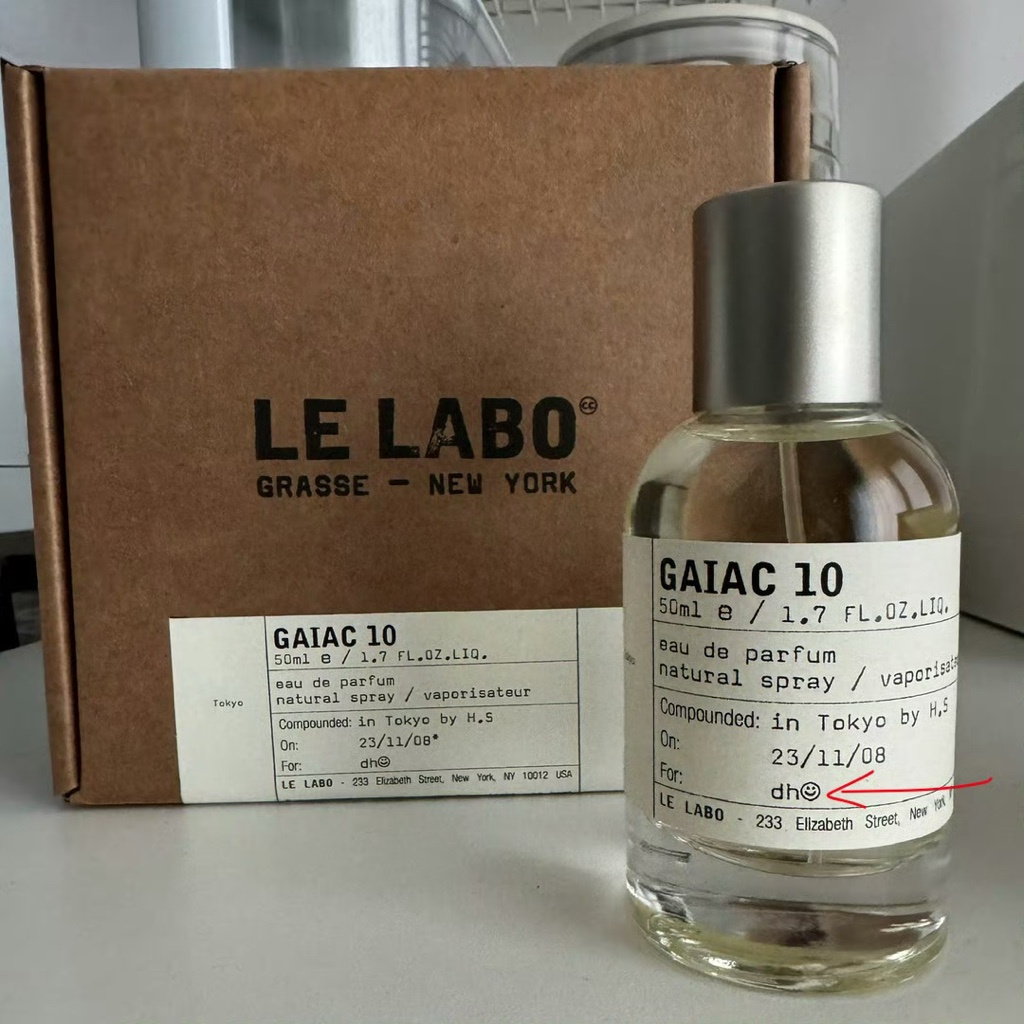 LE LABO
GRASSE — NEW YORK
Tokyo
GAIAC 10
50ml e / 1.7 FL.OZ.LIQ.
eau de parfum
natural spray / vaporisateur
Compounded: in Tokyo by H.S
On: 23/11/08*
For: dh☺
LE LABO - 233 Elizabeth Street, New York, NY 10012 USA
GAIAC 10
50ml e / 1.7 FL.OZ.LIQ.
eau de parfum
natural spray /
Compounded: in Tokyo by H.S
On: 23/11/08
For: dh☺
LE LABO - 233 Elizabeth Street, New York